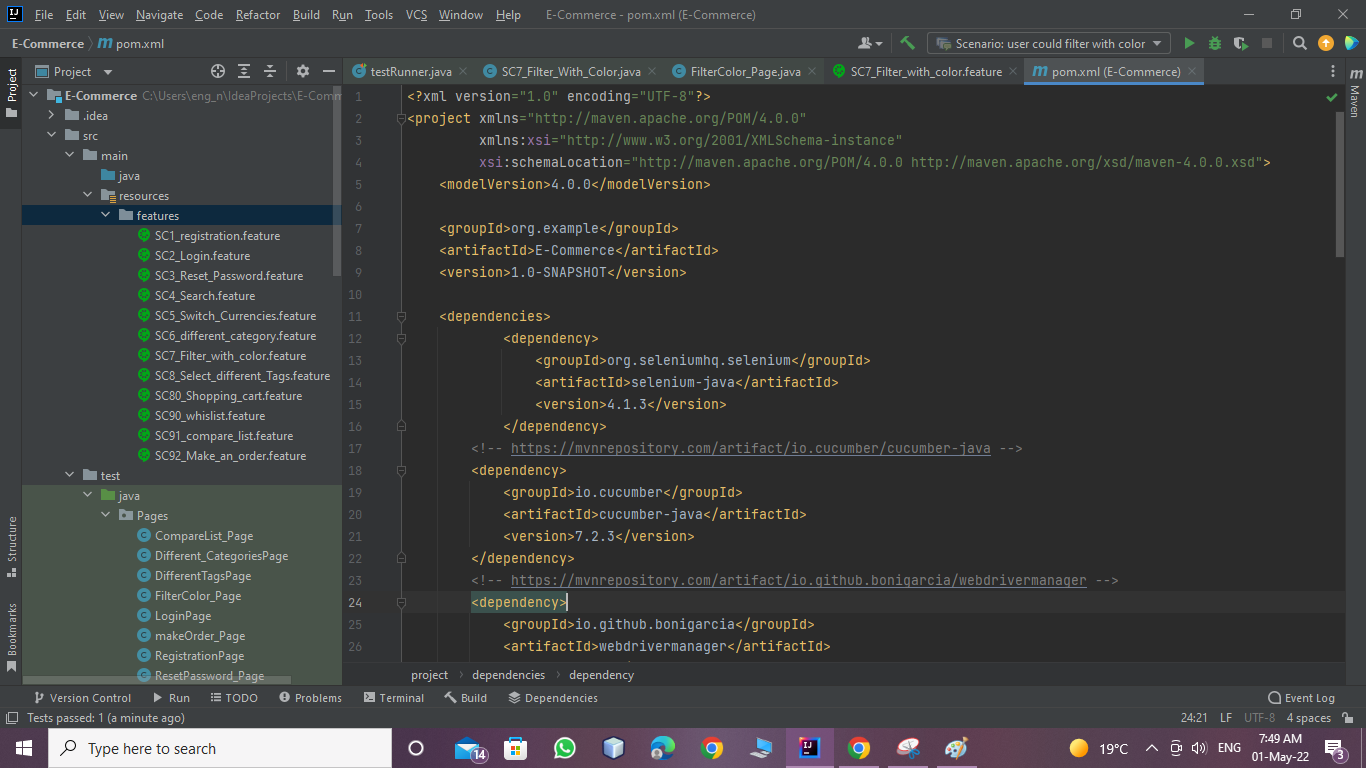 File Edit View Navigate Code Refactor Build Run Tools VCS Window Help E-Commerce - pom.xml (E-Commerce)
E-Commerce pom.xml Scenario: user could filter with color
Project testRunner.java SC7_Filter_With_Color.java FilterColor_Page.java SC7_Filter_with_color.feature pom.xml (E-Commerce)
Project
Maven
Structure
Bookmarks
E-Commerce C:\Users\eng_n\IdeaProjects\E-Comm
.idea
src
main
java
resources
features
SC1_registration.feature
SC2_Login.feature
SC3_Reset_Password.feature
SC4_Search.feature
SC5_Switch_Currencies.feature
SC6_different_category.feature
SC7_Filter_with_color.feature
SC8_Select_different_Tags.feature
SC80_Shopping_cart.feature
SC90_whislist.feature
SC91_compare_list.feature
SC92_Make_an_order.feature
test
java
Pages
CompareList_Page
Different_CategoriesPage
DifferentTagsPage
FilterColor_Page
LoginPage
makeOrder_Page
RegistrationPage
ResetPassword_Page
1 <?xml version="1.0" encoding="UTF-8"?>
2 <project xmlns="http://maven.apache.org/POM/4.0.0"
3 xmlns:xsi="http://www.w3.org/2001/XMLSchema-instance"
4 xsi:schemaLocation="http://maven.apache.org/POM/4.0.0 http://maven.apache.org/xsd/maven-4.0.0.xsd">
5 <modelVersion>4.0.0</modelVersion>
6
7 <groupId>org.example</groupId>
8 <artifactId>E-Commerce</artifactId>
9 <version>1.0-SNAPSHOT</version>
10
11 <dependencies>
12 <dependency>
13 <groupId>org.seleniumhq.selenium</groupId>
14 <artifactId>selenium-java</artifactId>
15 <version>4.1.3</version>
16 </dependency>
17 <!-- https://mvnrepository.com/artifact/io.cucumber/cucumber-java -->
18 <dependency>
19 <groupId>io.cucumber</groupId>
20 <artifactId>cucumber-java</artifactId>
21 <version>7.2.3</version>
22 </dependency>
23 <!-- https://mvnrepository.com/artifact/io.github.bonigarcia/webdrivermanager -->
24 <dependency>
25 <groupId>io.github.bonigarcia</groupId>
26 <artifactId>webdrivermanager</artifactId>
project dependencies dependency
Version Control Run TODO Problems Terminal Build Dependencies Event Log
Tests passed: 1 (a minute ago) 24:21 LF UTF-8 4 spaces
Type here to search 14 19°C ENG 7:49 AM
01-May-22 3